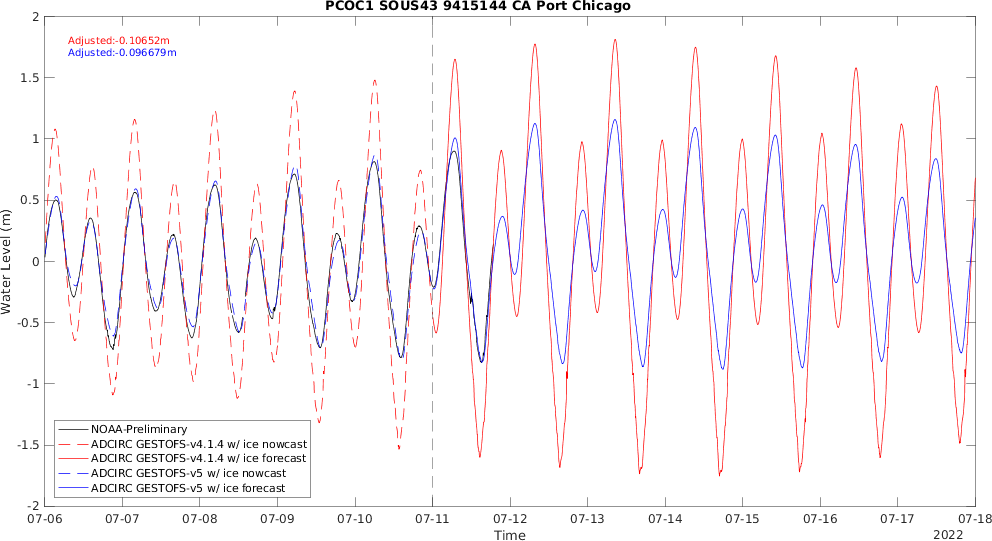 PCOC1 SOUS43 9415144 CA Port Chicago
Adjusted:-0.10652m
Adjusted:-0.096679m
2
1.5
1
0.5
0
-0.5
-1
-1.5
-2
Water Level (m)
NOAA-Preliminary
ADCIRC GESTOFS-v4.1.4 w/ ice nowcast
ADCIRC GESTOFS-v4.1.4 w/ ice forecast
ADCIRC GESTOFS-v5 w/ ice nowcast
ADCIRC GESTOFS-v5 w/ ice forecast
07-06 07-07 07-08 07-09 07-10 07-11 07-12 07-13 07-14 07-15 07-16 07-17 07-18
Time
2022